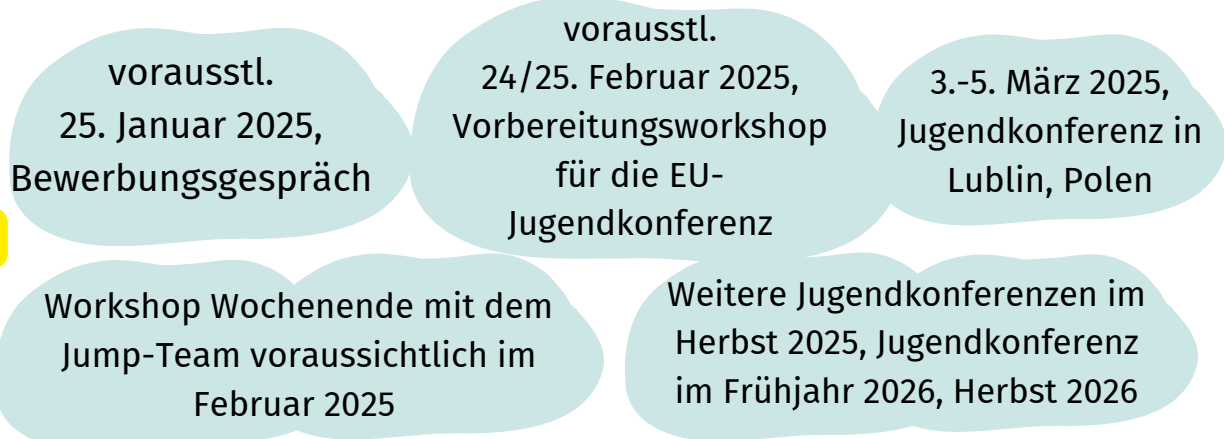 vorausstl.
25. Januar 2025,
Bewerbungsgespräch
vorausstl.
24/25. Februar 2025,
Vorbereitungsworkshop
für die EU-
Jugendkonferenz
3.-5. März 2025,
Jugendkonferenz in
Lublin, Polen
Workshop Wochenende mit dem
Jump-Team voraussichtlich im
Februar 2025
Weitere Jugendkonferenzen im
Herbst 2025, Jugendkonferenz
im Frühjahr 2026, Herbst 2026